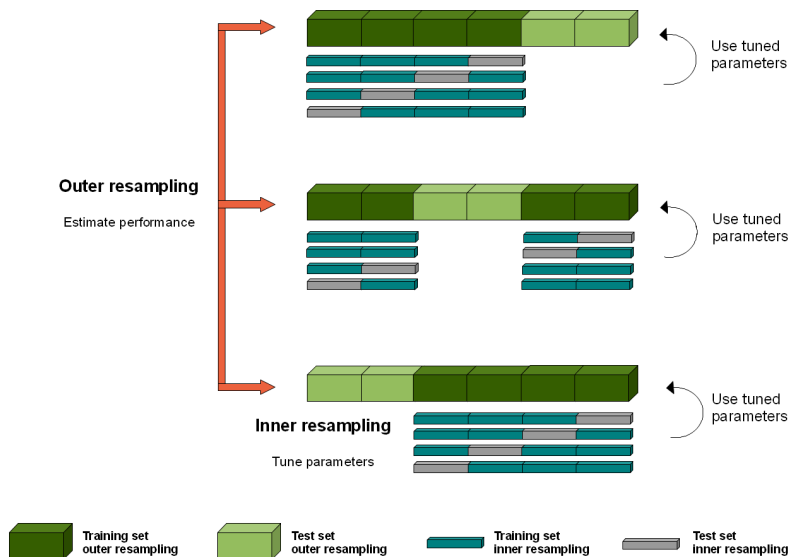 Use tuned
parameters
Outer resampling
Estimate performance
Use tuned
parameters
Use tuned
parameters
Inner resampling
Tune parameters
Training set
outer resampling
Test set
outer resampling
Training set
inner resampling
Test set
inner resampling